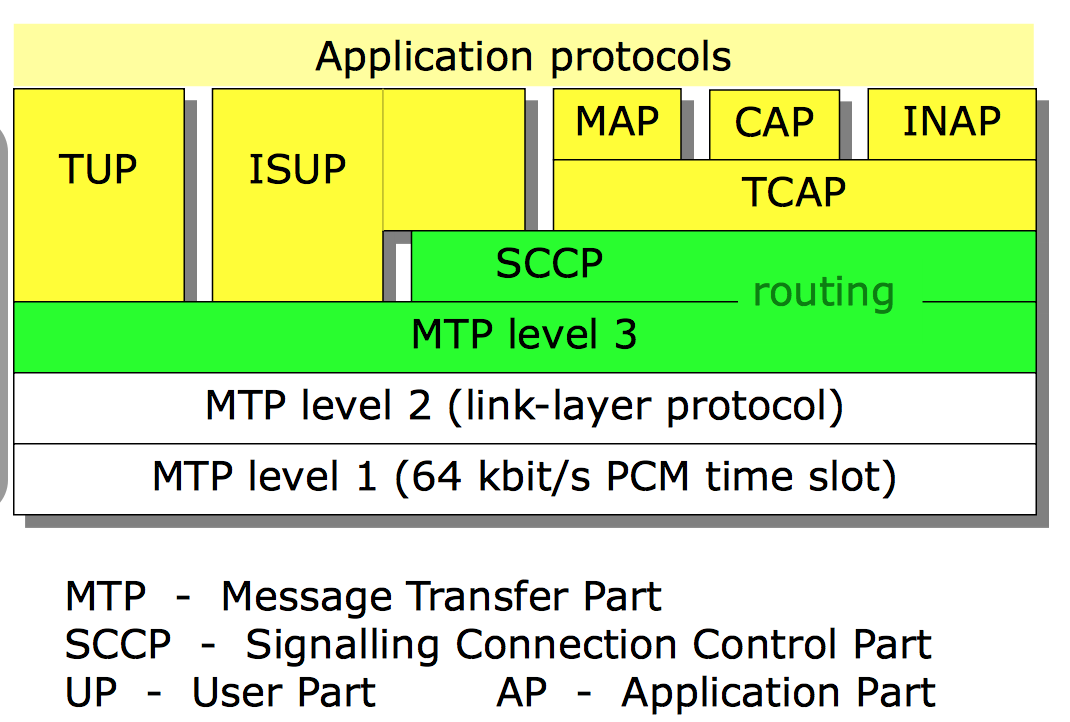 Application protocols
MAP CAP INAP
TUP ISUP
TCAP
SCCP
routing
MTP level 3
MTP level 2 (link-layer protocol)
MTP level 1 (64 kbit/s PCM time slot)
MTP - Message Transfer Part
SCCP - Signalling Connection Control Part
UP - User Part AP - Application Part